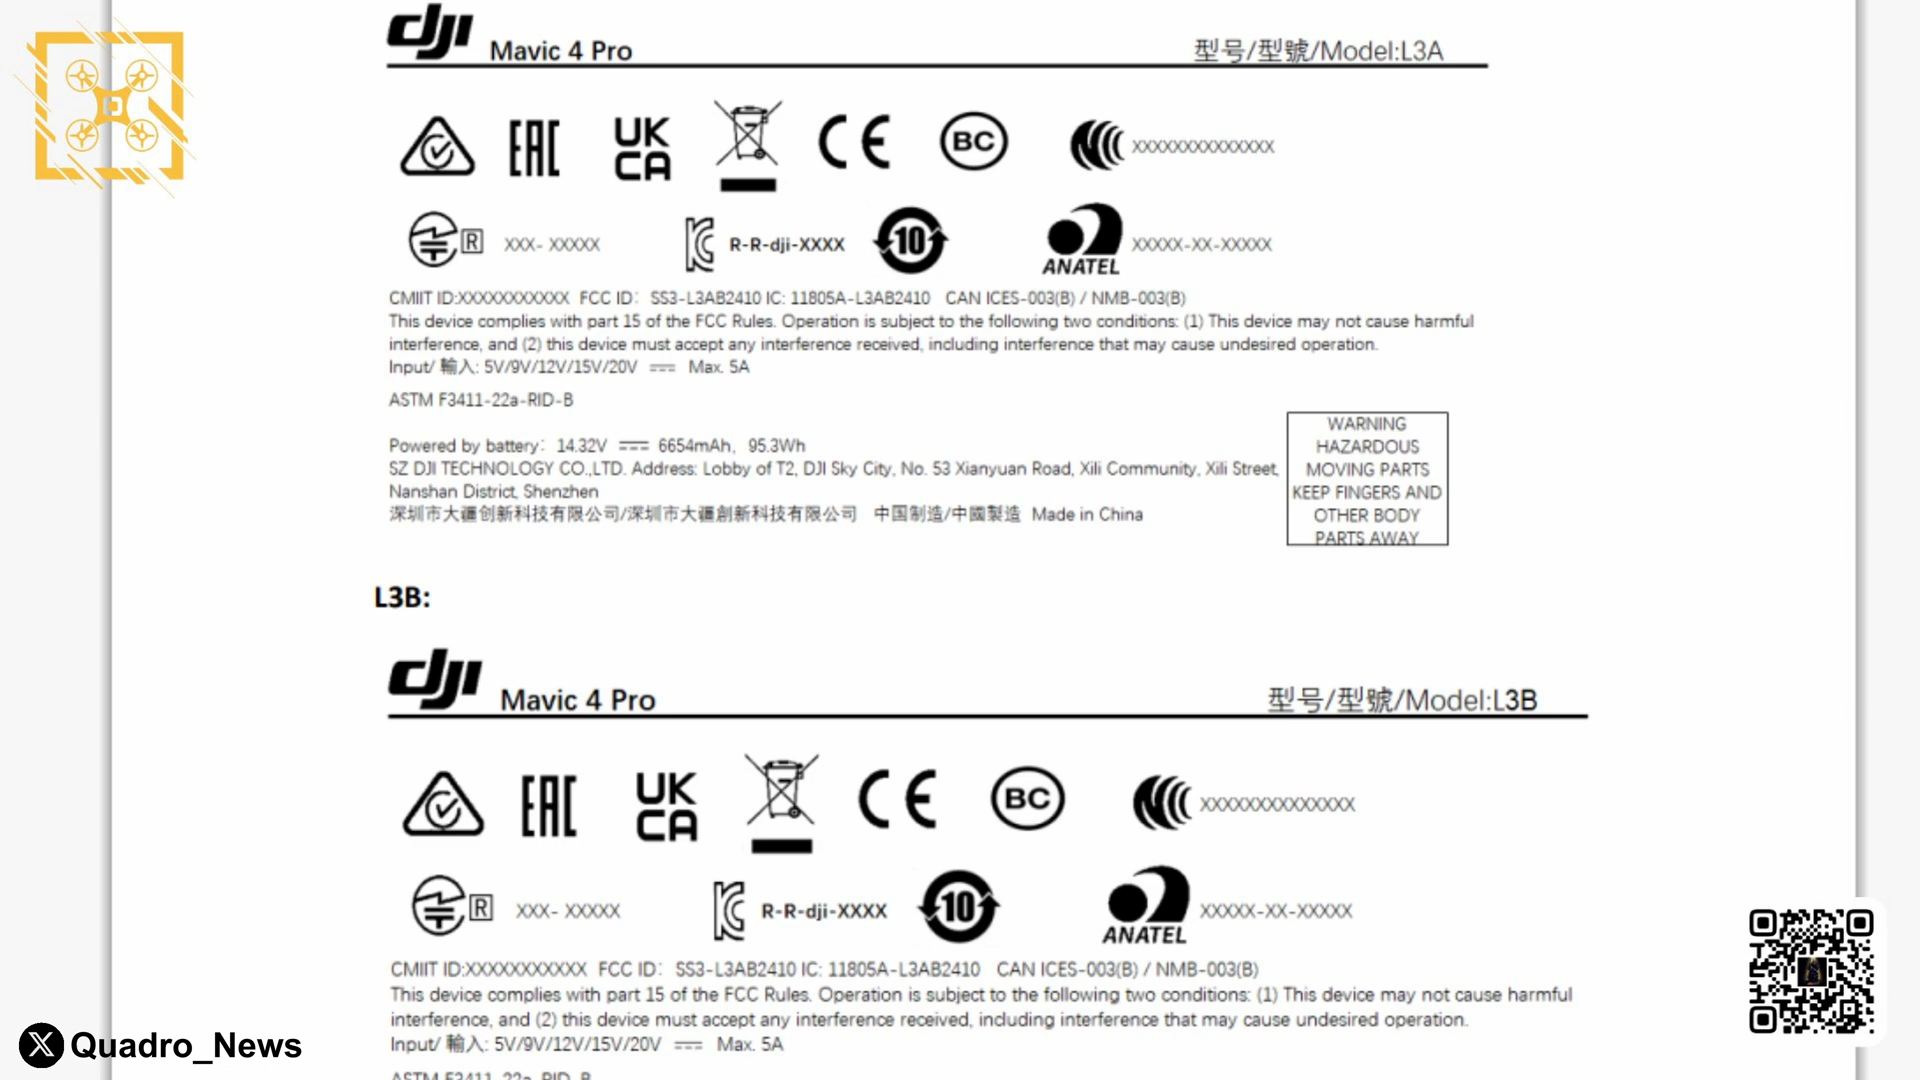 dji Mavic 4 Pro 型号/型號/Model:L3A
EAC UK CA CE BC XXXXXXXXXXXXXX
R XXX- XXXXX R-R-dji-XXXX 10 ANATEL XXXXX-XX-XXXXX
CMIIT ID:XXXXXXXXXXX FCC ID: SS3-L3AB2410 IC: 11805A-L3AB2410 CAN ICES-003(B) / NMB-003(B)
This device complies with part 15 of the FCC Rules. Operation is subject to the following two conditions: (1) This device may not cause harmful
interference, and (2) this device must accept any interference received, including interference that may cause undesired operation.
Input/ 輸入: 5V/9V/12V/15V/20V ⎓ Max. 5A
ASTM F3411-22a-RID-B
Powered by battery: 14.32V ⎓ 6654mAh, 95.3Wh
SZ DJI TECHNOLOGY CO.,LTD. Address: Lobby of T2, DJI Sky City, No. 53 Xianyuan Road, Xili Community, Xili Street,
Nanshan District, Shenzhen
深圳市大疆创新科技有限公司/深圳市大疆創新科技有限公司 中国制造/中國製造 Made in China
WARNING
HAZARDOUS
MOVING PARTS
KEEP FINGERS AND
OTHER BODY
PARTS AWAY
L3B:
dji Mavic 4 Pro 型号/型號/Model:L3B
EAC UK CA CE BC XXXXXXXXXXXXXX
R XXX- XXXXX R-R-dji-XXXX 10 ANATEL XXXXX-XX-XXXXX
CMIIT ID:XXXXXXXXXXX FCC ID: SS3-L3AB2410 IC: 11805A-L3AB2410 CAN ICES-003(B) / NMB-003(B)
This device complies with part 15 of the FCC Rules. Operation is subject to the following two conditions: (1) This device may not cause harmful
interference, and (2) this device must accept any interference received, including interference that may cause undesired operation.
Input/ 輸入: 5V/9V/12V/15V/20V ⎓ Max. 5A
ASTM F3411-22a-RID-B
X Quadro_News